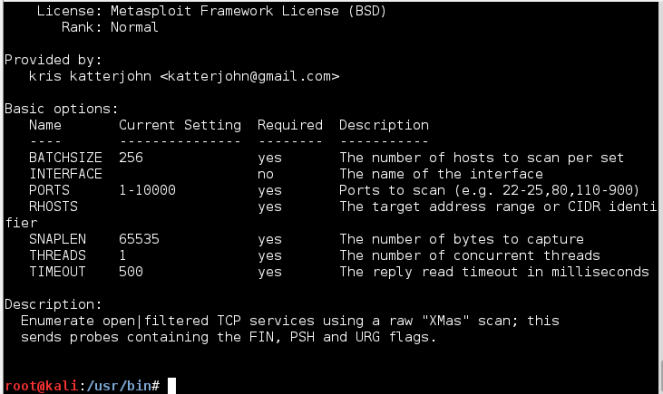 License: Metasploit Framework License (BSD)
Rank: Normal
Provided by:
kris katterjohn <katterjohn@gmail.com>
Basic options:
Name Current Setting Required Description
---- --------------- -------- -----------
BATCHSIZE 256 yes The number of hosts to scan per set
INTERFACE no The name of the interface
PORTS 1-10000 yes Ports to scan (e.g. 22-25,80,110-900)
RHOSTS yes The target address range or CIDR identi
fier
SNAPLEN 65535 yes The number of bytes to capture
THREADS 1 yes The number of concurrent threads
TIMEOUT 500 yes The reply read timeout in milliseconds
Description:
Enumerate open|filtered TCP services using a raw "XMas" scan; this
sends probes containing the FIN, PSH and URG flags.
root@kali:/usr/bin#